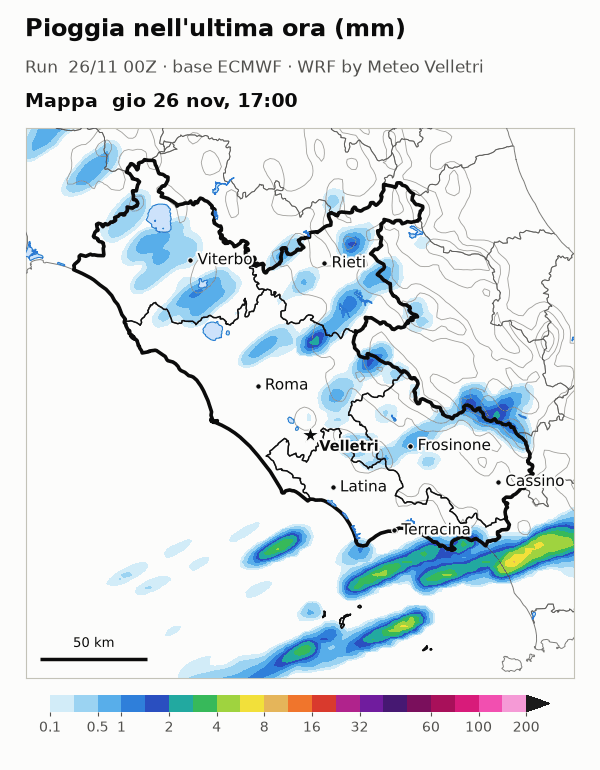 Pioggia nell'ultima ora (mm)
Run  26/11 00Z · base ECMWF · WRF by Meteo Velletri
Mappa  gio 26 nov, 17:00
Viterbo
Rieti
Roma
Velletri
Frosinone
Latina
Cassino
Terracina
50 km
0.1 0.5 1 2 4 8 16 32 60 100 200